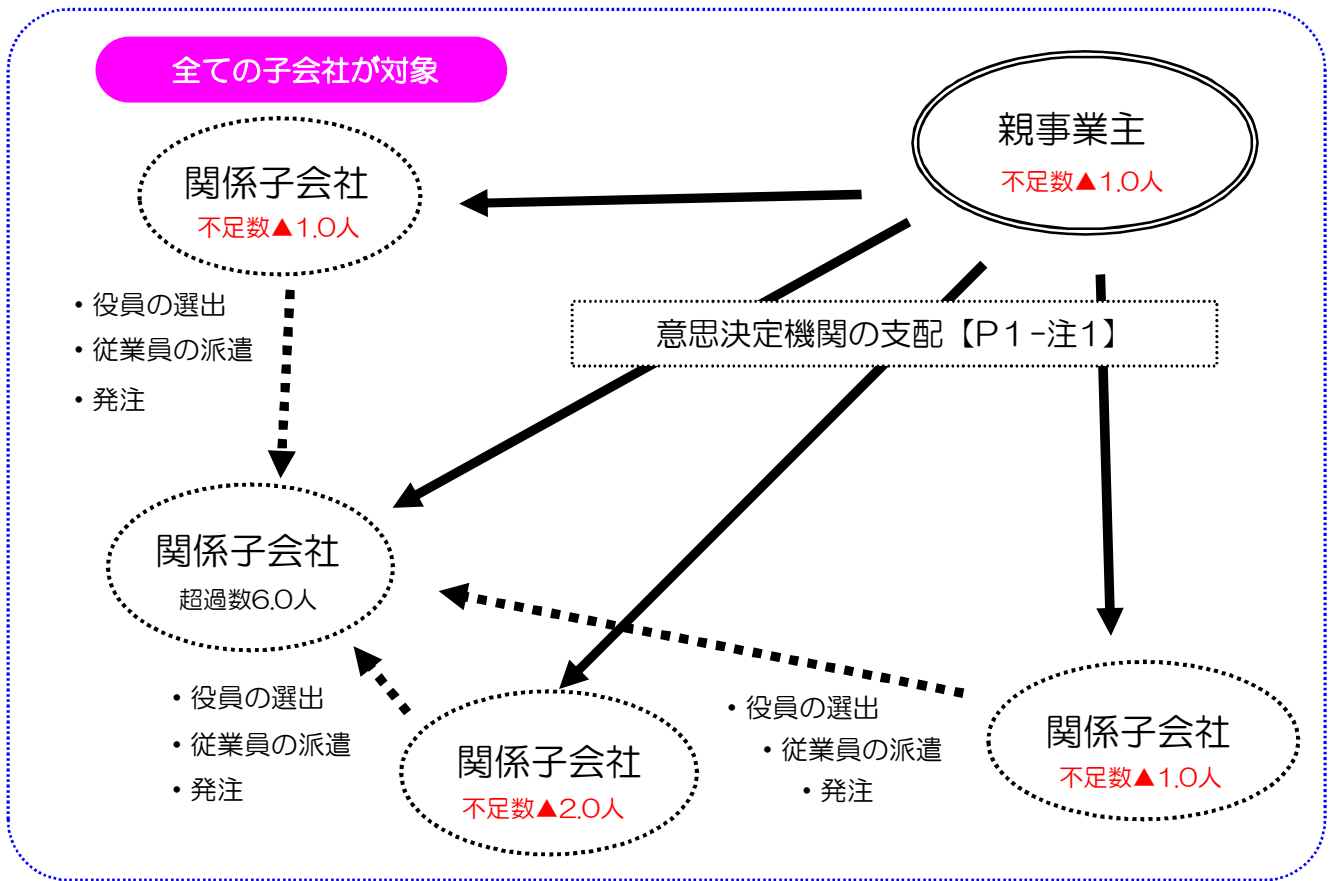 全ての子会社が対象
親事業主
不足数▲1.0人
関係子会社
不足数▲1.0人
・役員の選出
・従業員の派遣
・発注
意思決定機関の支配【P1-注1】
関係子会社
超過数6.0人
・役員の選出
・従業員の派遣
・発注
関係子会社
不足数▲2.0人
・役員の選出
・従業員の派遣
・発注
関係子会社
不足数▲1.0人